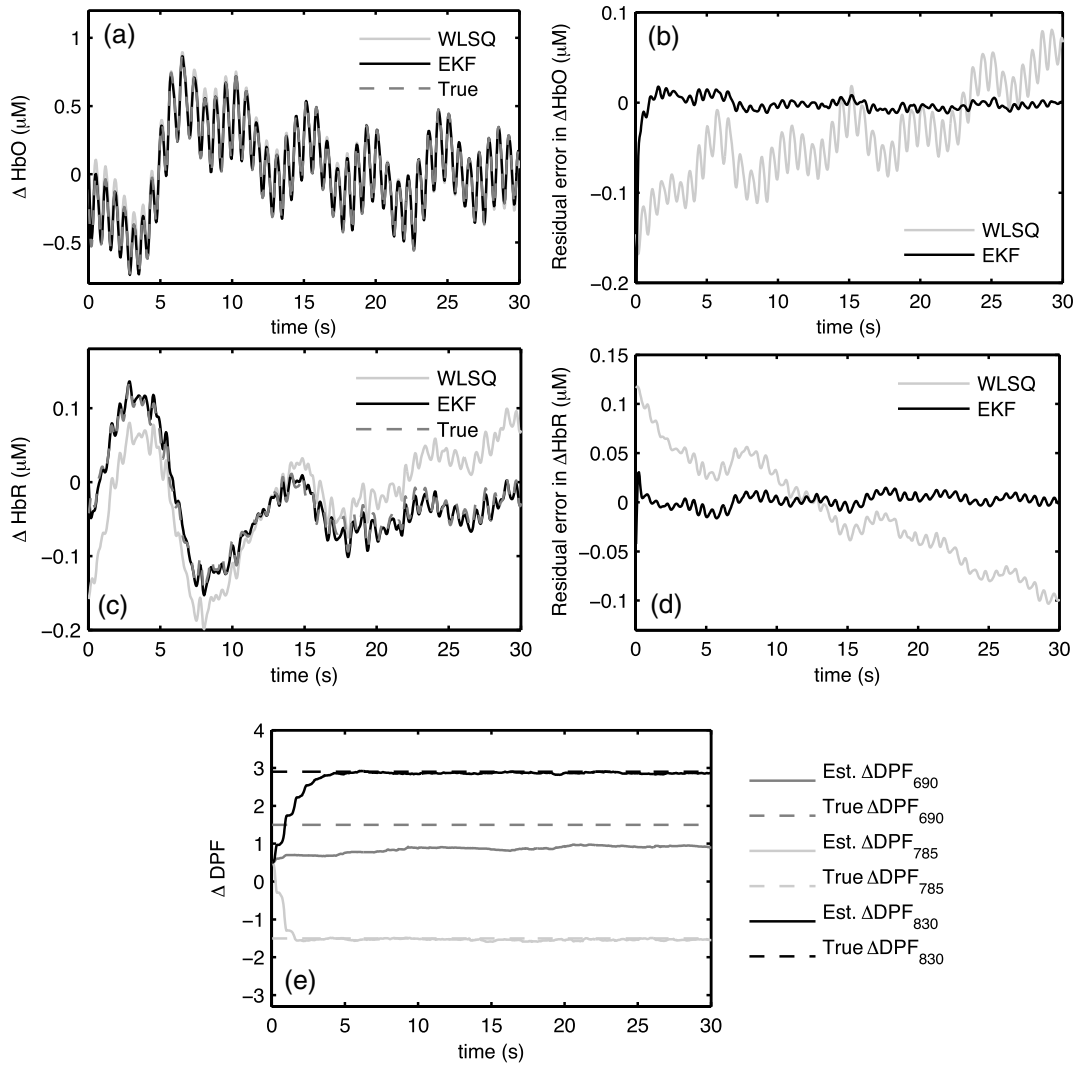 (a)
WLSQ
EKF
True
1
0.5
0
−0.5
Δ HbO (μM)
0 5 10 15 20 25 30
time (s)
(b)
WLSQ
EKF
0.1
0
−0.1
−0.2
Residual error in ΔHbO (μM)
0 5 10 15 20 25 30
time (s)
(c)
WLSQ
EKF
True
0.1
0
−0.1
−0.2
Δ HbR (μM)
0 5 10 15 20 25 30
time (s)
(d)
WLSQ
EKF
0.15
0.1
0.05
0
−0.05
−0.1
Residual error in ΔHbR (μM)
0 5 10 15 20 25 30
time (s)
(e)
4
3
2
1
0
−1
−2
−3
Δ DPF
0 5 10 15 20 25 30
time (s)
Est. ΔDPF690
True ΔDPF690
Est. ΔDPF785
True ΔDPF785
Est. ΔDPF830
True ΔDPF830